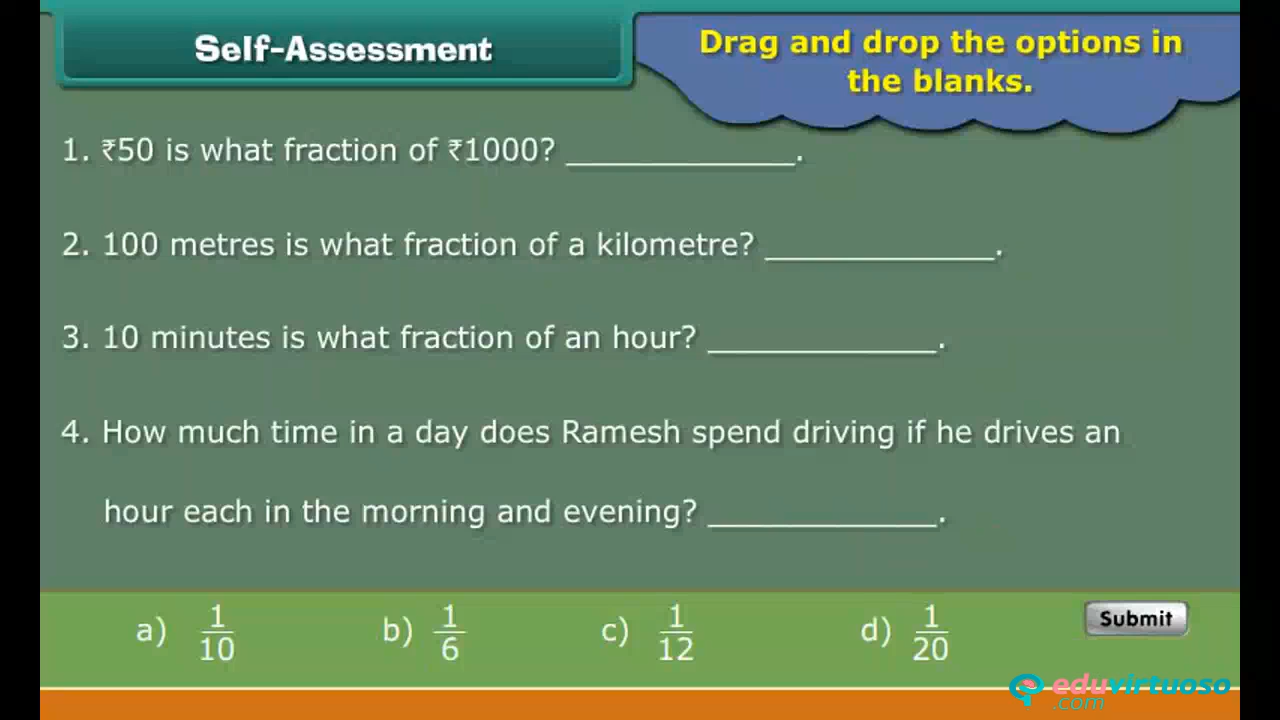 Self-Assessment
Drag and drop the options in
the blanks.
1. ₹50 is what fraction of ₹1000? _____________.
2. 100 metres is what fraction of a kilometre? _____________.
3. 10 minutes is what fraction of an hour? _____________.
4. How much time in a day does Ramesh spend driving if he drives an
hour each in the morning and evening? _____________.
a) 1/10 b) 1/6 c) 1/12 d) 1/20 Submit
eduvirtuoso
.com